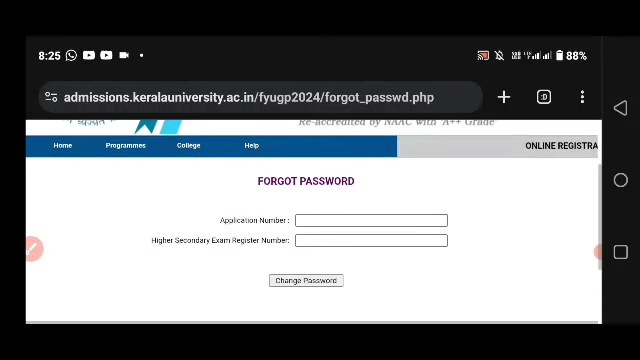 8:25 88%
admissions.keralauniversity.ac.in/fyugp2024/forgot_passwd.php :D
Re-accredited by NAAC with 'A++ Grade
Home Programmes College Help ONLINE REGISTRA
FORGOT PASSWORD
Application Number :
Higher Secondary Exam Register Number:
Change Password